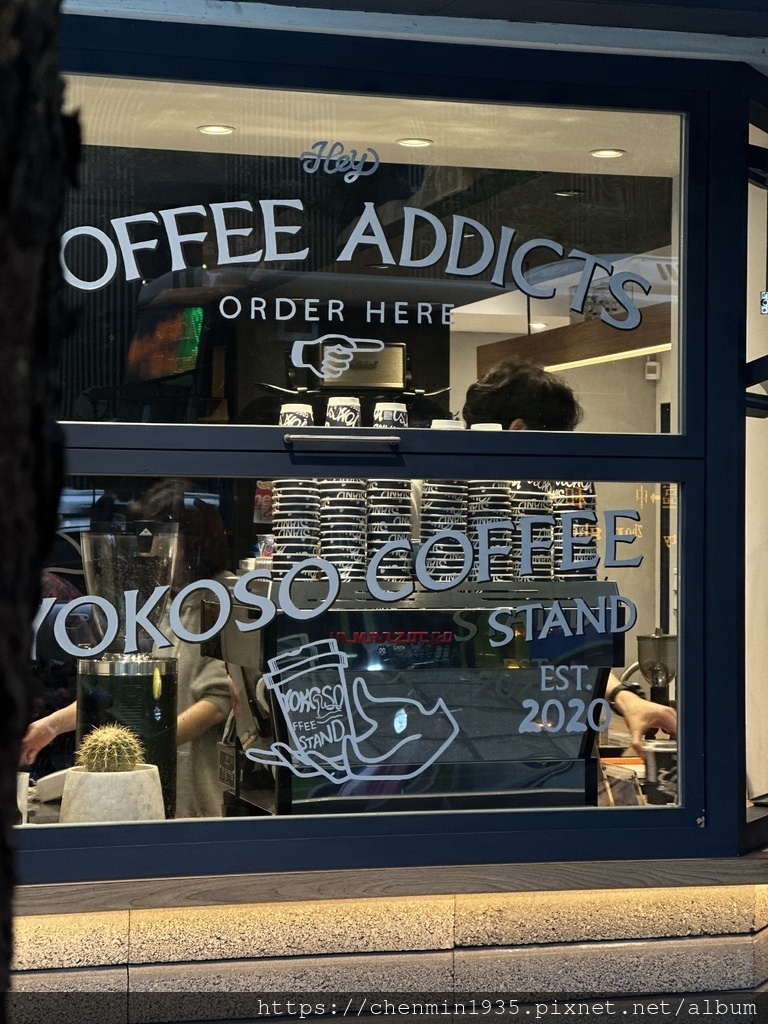 Hey
OFFEE ADDICTS
ORDER HERE
YOKOSO COFFEE
STAND
EST.
2020
YOKOSO
FFEE
STAND
https://chenmin1935.pixnet.net/album